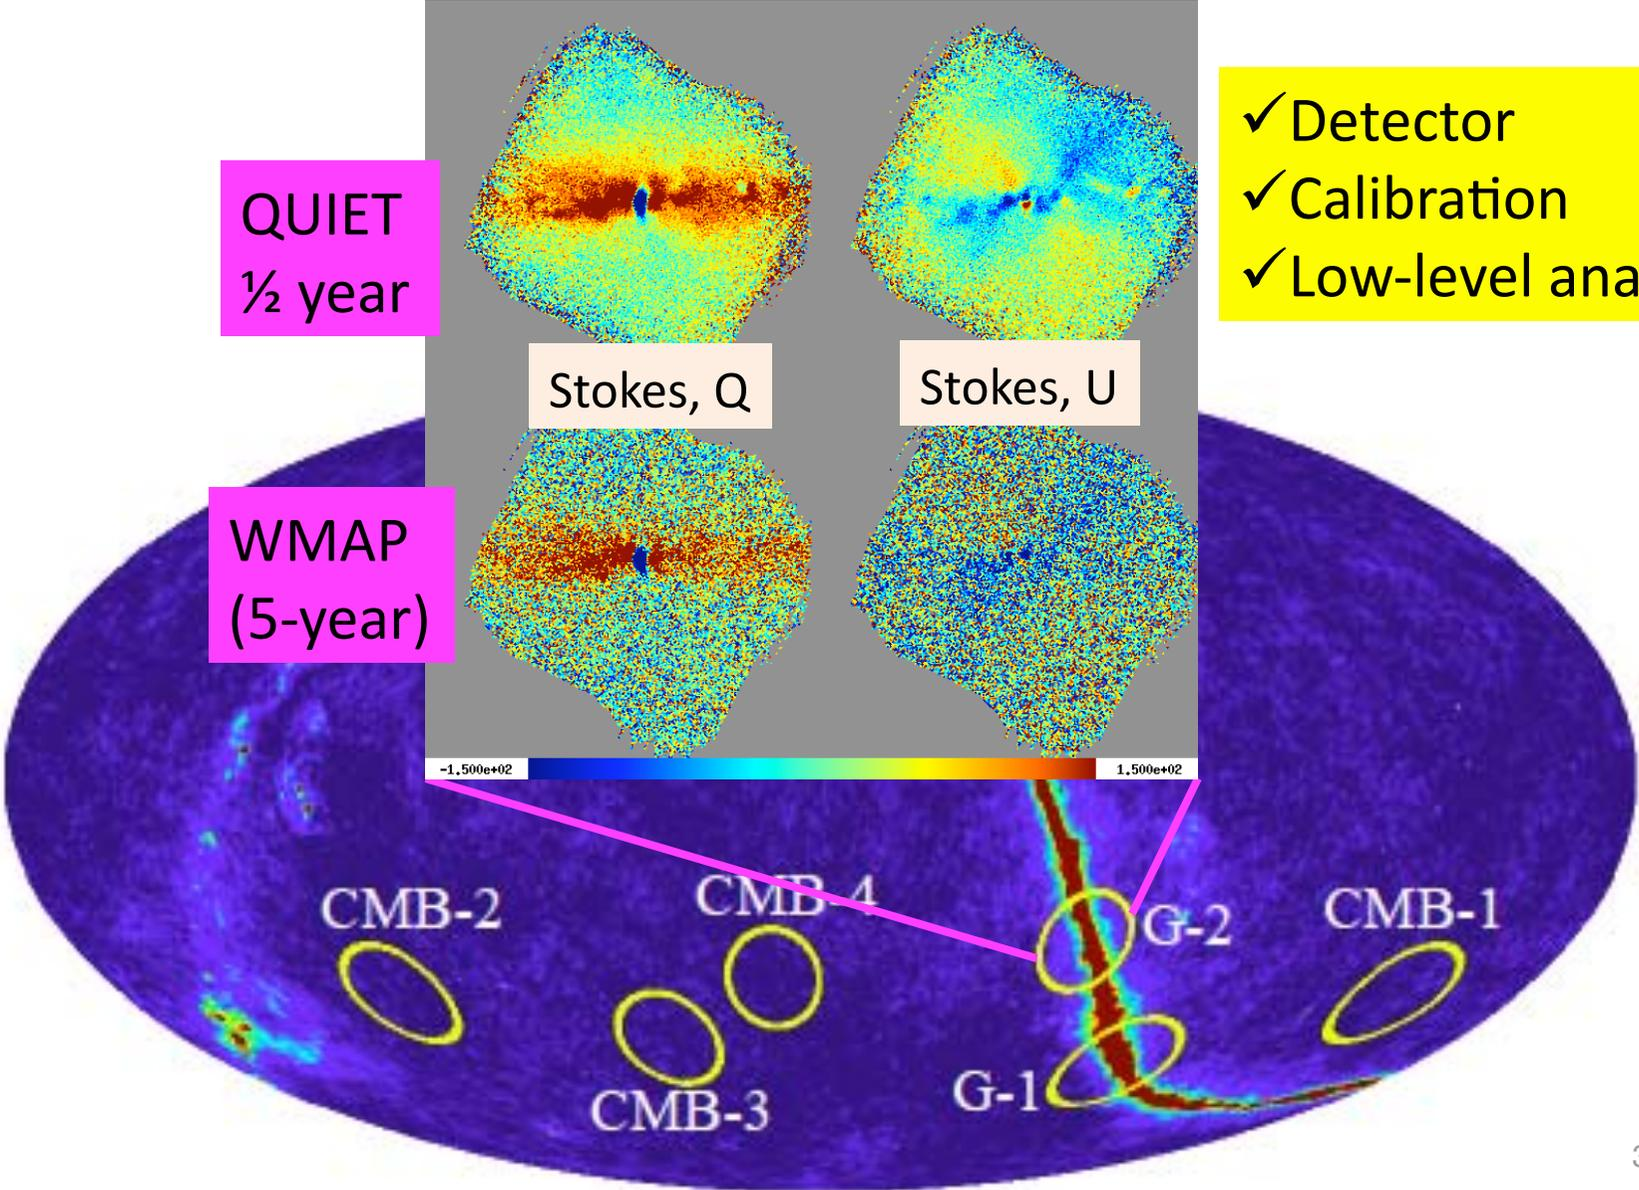 QUIET
½ year
✓Detector
✓Calibration
✓Low-level ana
Stokes, Q
Stokes, U
WMAP
(5-year)
-1.500e+02
1.500e+02
CMB-2
CMB-4
G-2
CMB-1
CMB-3
G-1
3